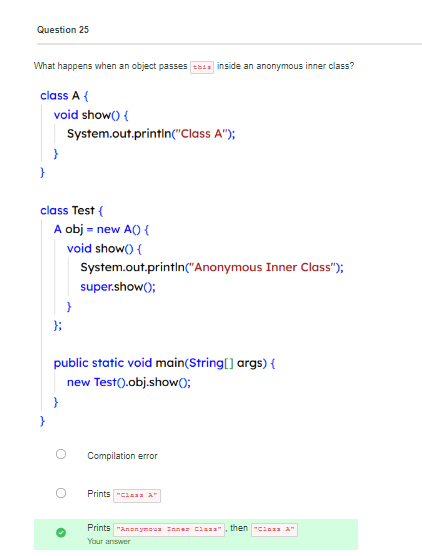 Question 25
What happens when an object passes this inside an anonymous inner class?
class A {
void show() {
System.out.println("Class A");
}
}
class Test {
A obj = new A() {
void show() {
System.out.println("Anonymous Inner Class");
super.show();
}
};
public static void main(String[] args) {
new Test().obj.show();
}
}
Compilation error
Prints "Class A"
Prints "Anonymous Inner Class", then "Class A"
Your answer